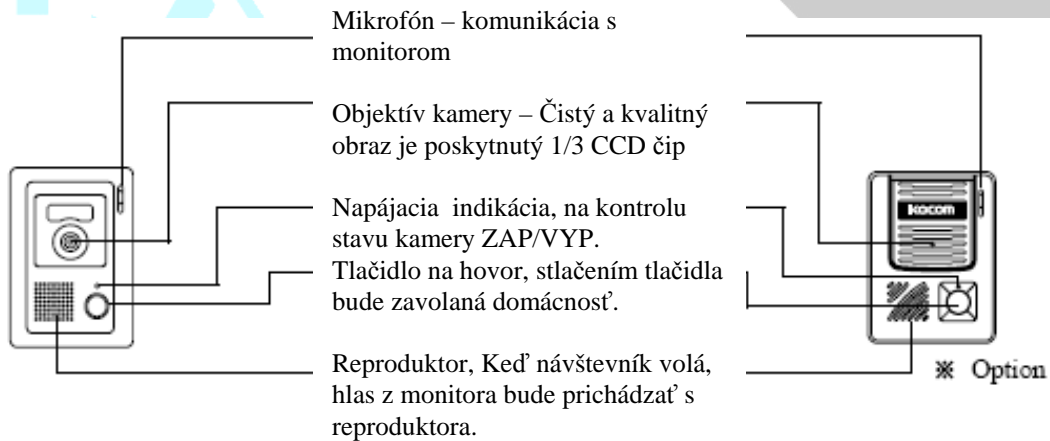 Mikrofón – komunikácia s
monitorom
Objektív kamery – Čistý a kvalitný
obraz je poskytnutý 1/3 CCD čip
Napájacia indikácia, na kontrolu
stavu kamery ZAP/VYP.
Tlačidlo na hovor, stlačením tlačidla
bude zavolaná domácnosť.
Reproduktor, Keď návštevník volá,
hlas z monitora bude prichádzať s
reproduktora.
KOCOM
※ Option